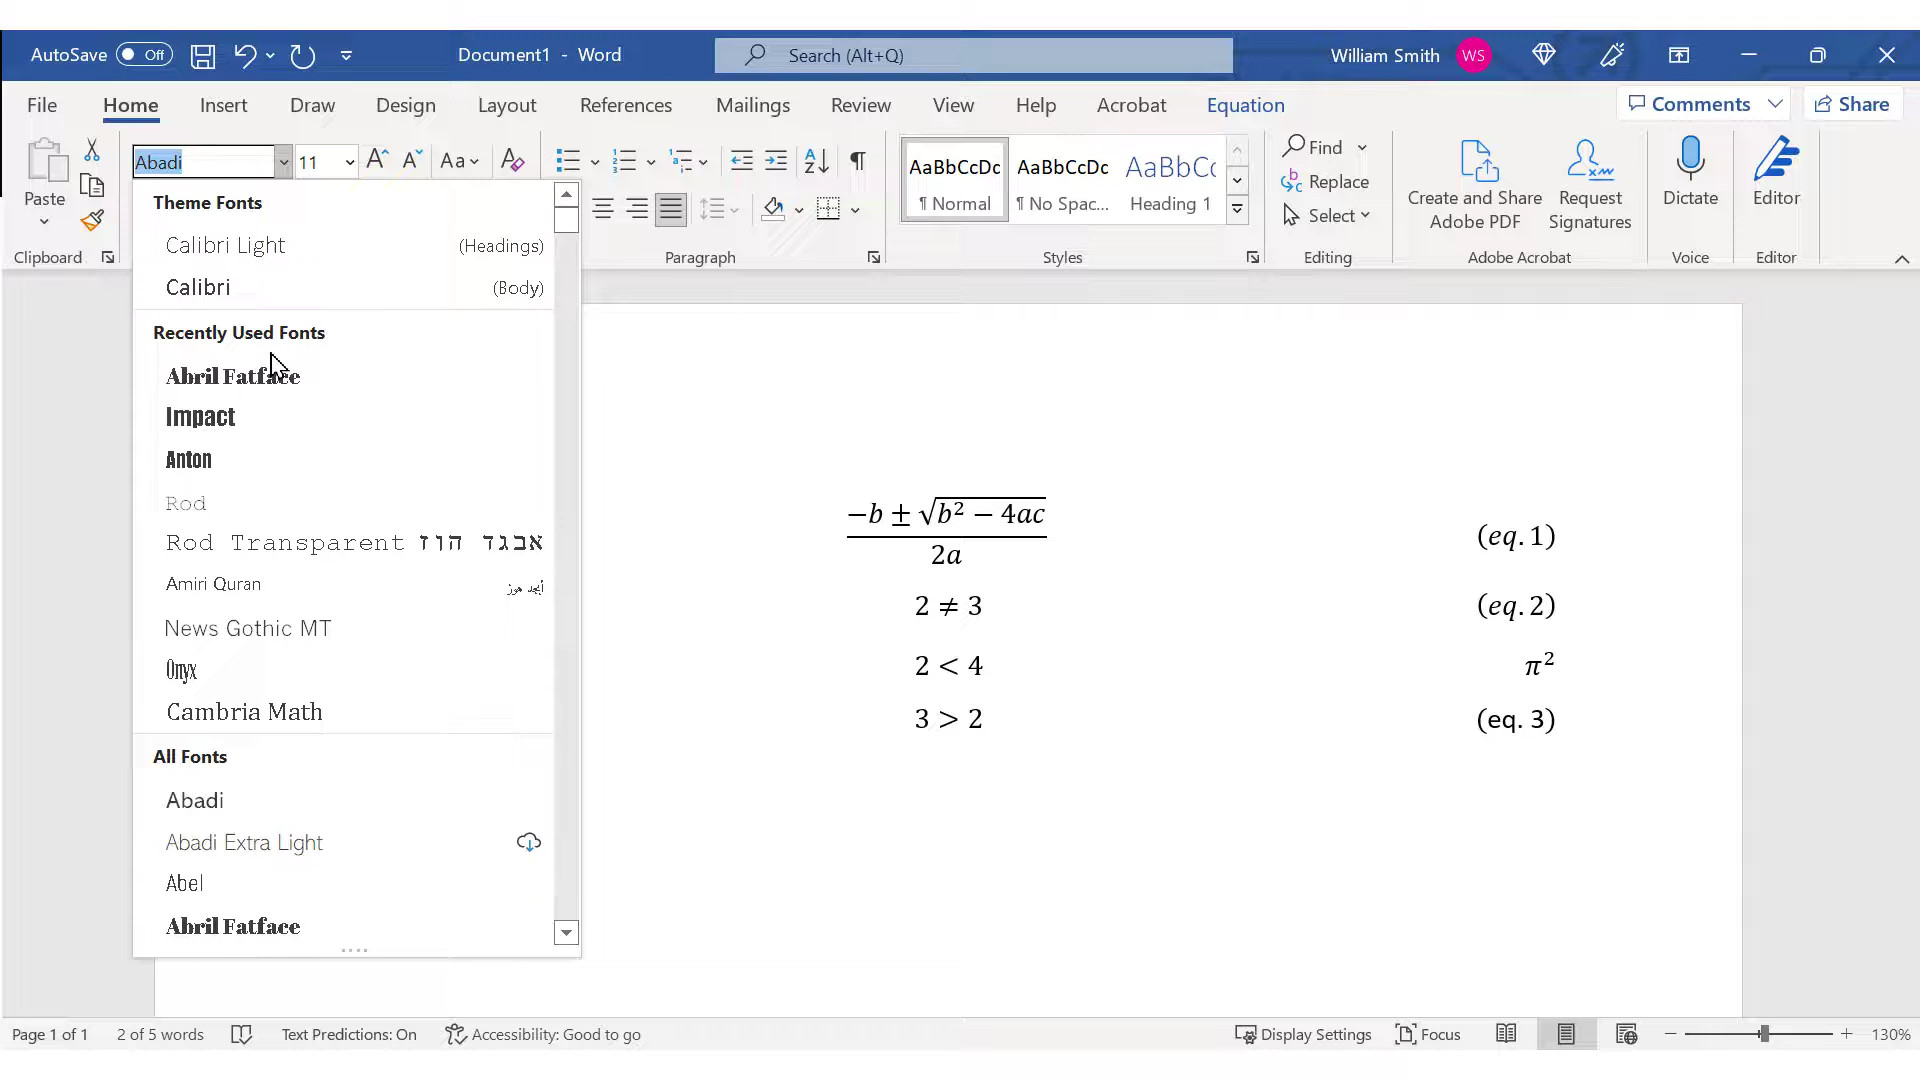 AutoSave Off Document1 - Word Search (Alt+Q) William Smith WS
File Home Insert Draw Design Layout References Mailings Review View Help Acrobat Equation Comments Share
Abadi 11 Aa
Paste
Clipboard
Theme Fonts
Calibri Light (Headings)
Calibri (Body)
Recently Used Fonts
Abril Fatface
Impact
Anton
Rod
Rod Transparent אבגד הוז
Amiri Quran أبجد هوز
News Gothic MT
Onyx
Cambria Math
All Fonts
Abadi
Abadi Extra Light
Abel
Abril Fatface
Paragraph
AaBbCcDc AaBbCcDc AaBbCc
¶ Normal ¶ No Spac... Heading 1
Styles
Find
Replace
Select
Editing
Create and Share Adobe PDF
Request Signatures
Adobe Acrobat
Dictate
Voice
Editor
Editor
−b ± √b² − 4ac
2a
(eq. 1)
2 ≠ 3 (eq. 2)
2 < 4 π²
3 > 2 (eq. 3)
Page 1 of 1 2 of 5 words Text Predictions: On Accessibility: Good to go Display Settings Focus 130%